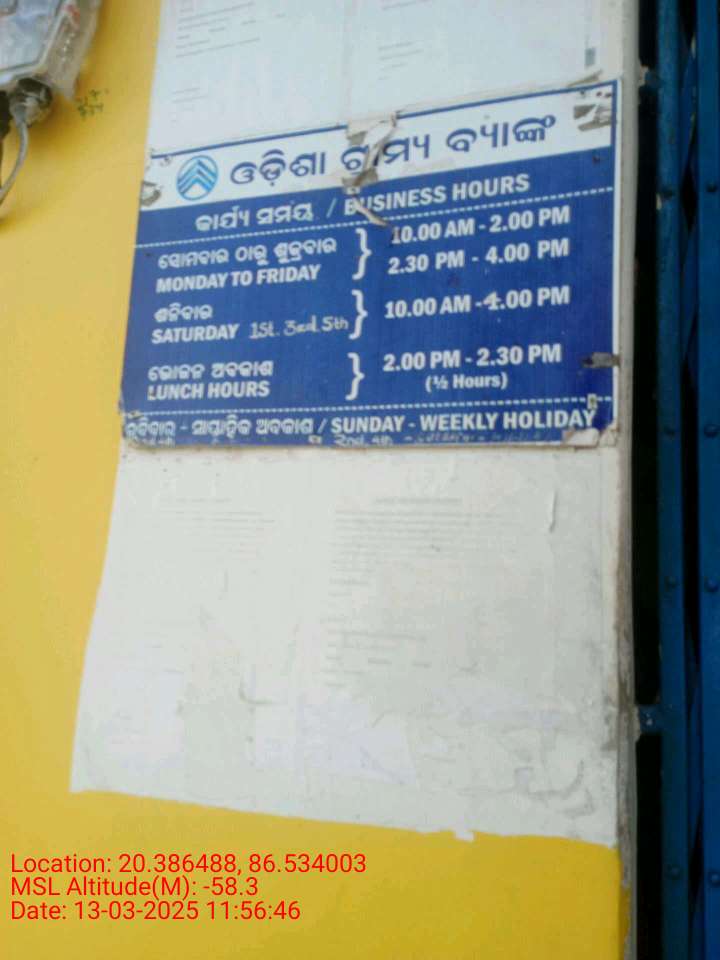 ଓଡ଼ିଶା ଗ୍ରାମ୍ୟ ବ୍ୟାଙ୍କ
କାର୍ଯ୍ୟ ସମୟ / BUSINESS HOURS
ସୋମବାର ଠାରୁ ଶୁକ୍ରବାର
MONDAY TO FRIDAY
10.00 AM - 2.00 PM
2.30 PM - 4.00 PM
ଶନିବାର
SATURDAY 1st. 3rd. 5th
10.00 AM -4.00 PM
ଭୋଜନ ଅବକାଶ
LUNCH HOURS
2.00 PM - 2.30 PM
(½ Hours)
ରବିବାର - ସାପ୍ତାହିକ ଅବକାଶ / SUNDAY - WEEKLY HOLIDAY
2nd. 4th
Location: 20.386488, 86.534003
MSL Altitude(M): -58.3
Date: 13-03-2025 11:56:46